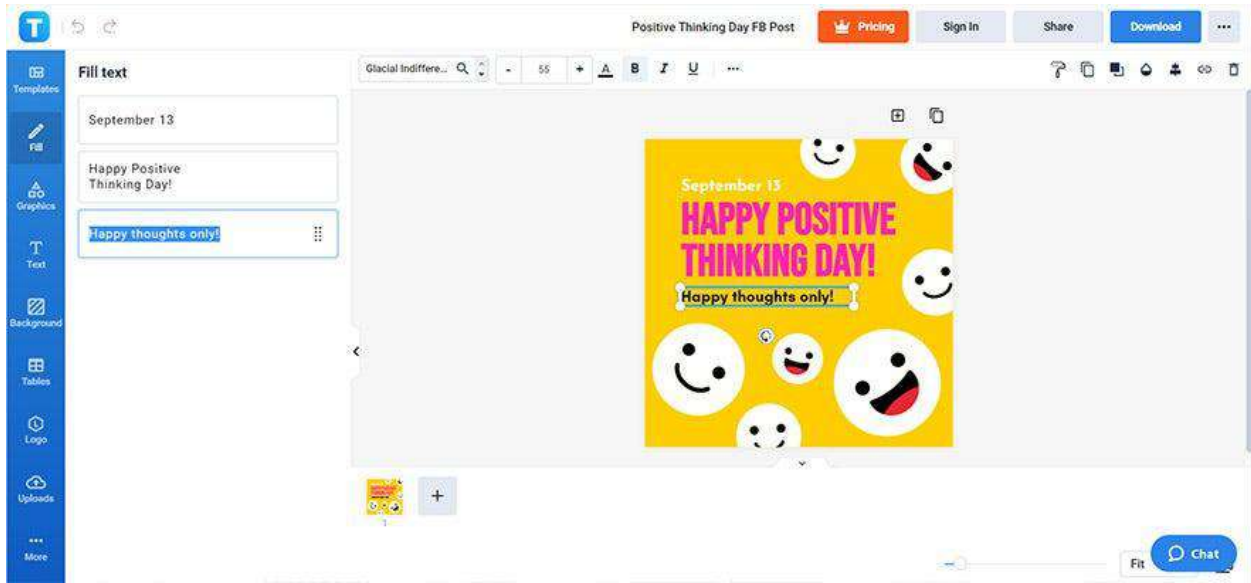 T
Positive Thinking Day FB Post
Pricing
Sign In
Share
Download
Templates
Fill
Graphics
Text
Background
Tables
Logo
Uploads
More
Fill text
September 13
Happy Positive
Thinking Day!
Happy thoughts only!
Glacial Indiffere...
- 55 + A B I U
September 13
HAPPY POSITIVE
THINKING DAY!
Happy thoughts only!
+
1
Fit
Chat